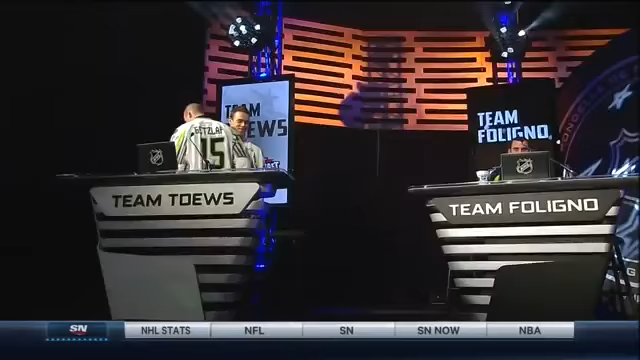 TEAM
TOEWS
TEAM
FOLIGNO
GETZLAF
15
TEAM TOEWS
TEAM FOLIGNO
SN
NHL STATS
NFL
SN
SN NOW
NBA